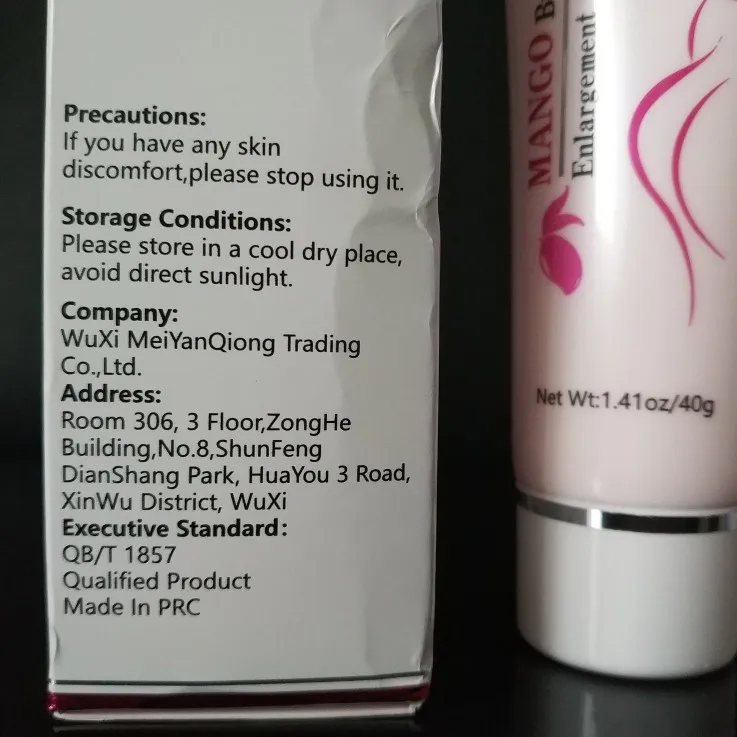 Precautions:
If you have any skin
discomfort,please stop using it.
Storage Conditions:
Please store in a cool dry place,
avoid direct sunlight.
Company:
WuXi MeiYanQiong Trading
Co.,Ltd.
Address:
Room 306, 3 Floor,ZongHe
Building,No.8,ShunFeng
DianShang Park, HuaYou 3 Road,
XinWu District, WuXi
Executive Standard:
QB/T 1857
Qualified Product
Made In PRC
MANGO
Enlargement
Net Wt:1.41oz/40g